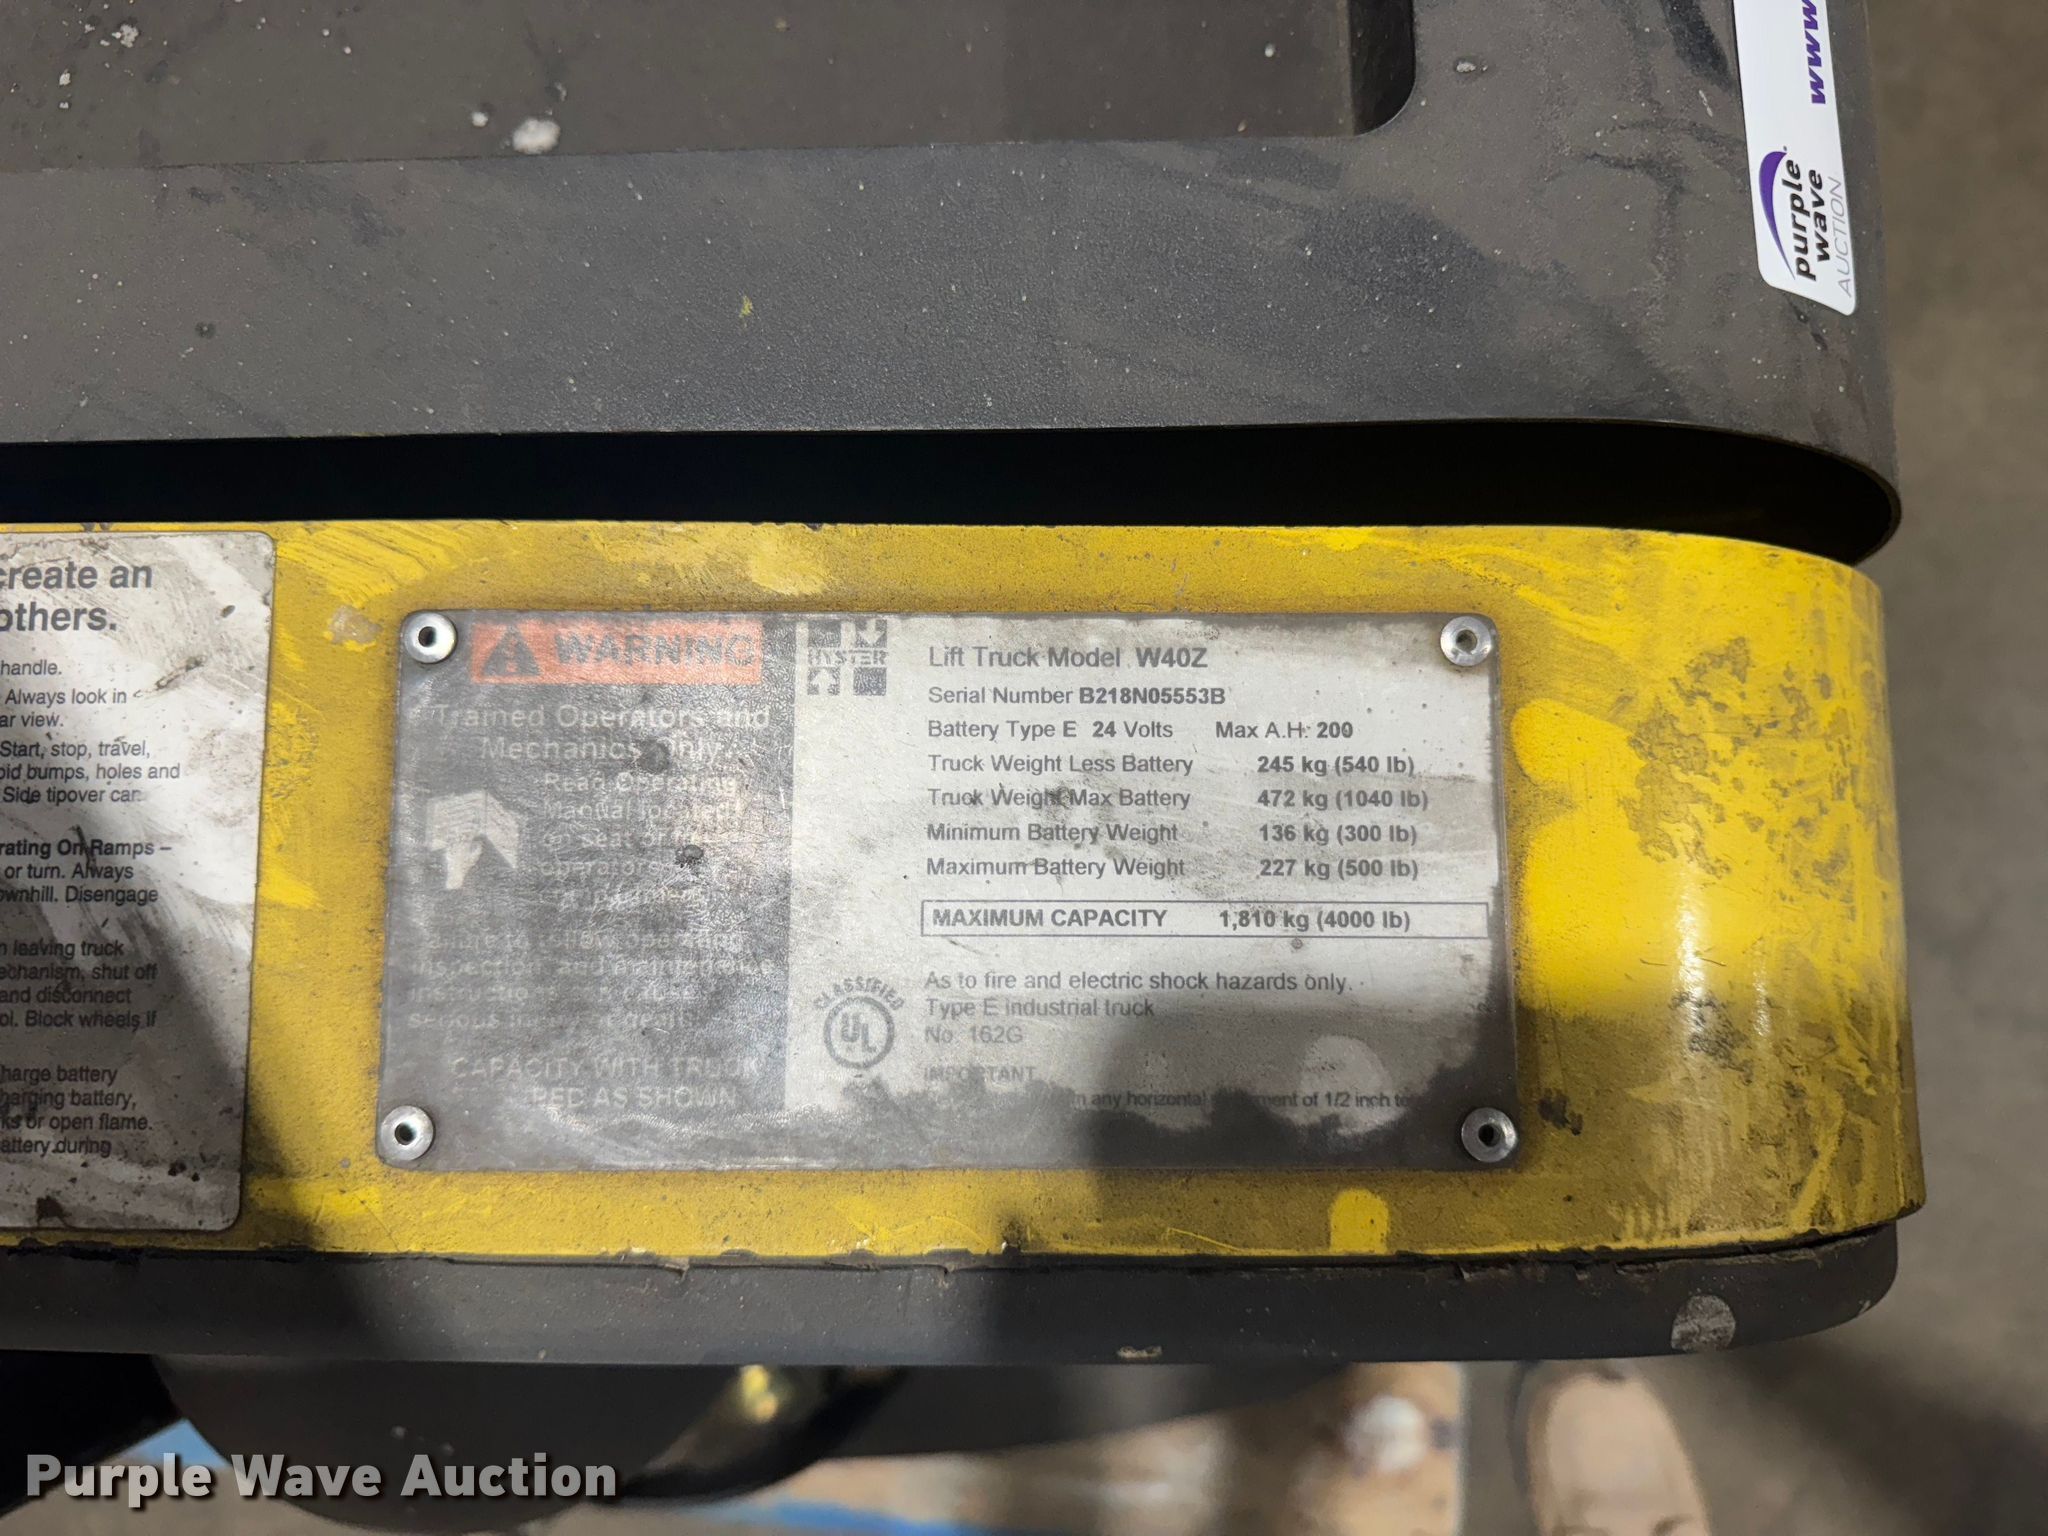 www.
purple
wave
AUCTION
create an
others.
handle.
Always look in
ar view.
Start, stop, travel,
oid bumps, holes and
Side tipover can
rating On Ramps –
or turn. Always
ownhill. Disengage
n leaving truck
echanism, shut off
and disconnect
ol. Block wheels if
harge battery
harging battery,
ks or open flame.
attery during
WARNING
Trained Operators and
Mechanics Only
Read Operating
Manual
CAPACITY WITH
AS SHOWN
HYSTER
Lift Truck Model W40Z
Serial Number B218N05553B
Battery Type E 24 Volts Max A.H: 200
Truck Weight Less Battery 245 kg (540 lb)
Truck Weight Max Battery 472 kg (1040 lb)
Minimum Battery Weight 136 kg (300 lb)
Maximum Battery Weight 227 kg (500 lb)
MAXIMUM CAPACITY 1,810 kg (4000 lb)
CLASSIFIED
UL
As to fire and electric shock hazards only.
Type E industrial truck
No. 162G
IMPORTANT
any horizontal of 1/2 inch
Purple Wave Auction